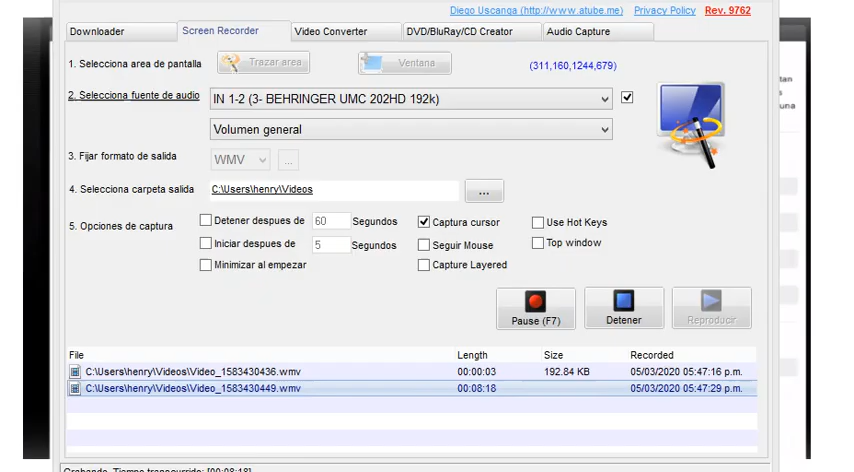 Diego Uscanga (http://www.atube.me) Privacy Policy Rev. 9762
Downloader Screen Recorder Video Converter DVD/BluRay/CD Creator Audio Capture
1. Selecciona area de pantalla Trazar area Ventana (311,160,1244,679)
2. Selecciona fuente de audio IN 1-2 (3- BEHRINGER UMC 202HD 192k)
Volumen general
3. Fijar formato de salida WMV ...
4. Selecciona carpeta salida C:\Users\henry\Videos ...
5. Opciones de captura Detener despues de 60 Segundos Captura cursor Use Hot Keys
Iniciar despues de 5 Segundos Seguir Mouse Top window
Minimizar al empezar Capture Layered
Pause (F7) Detener Reproducir
File Length Size Recorded
C:\Users\henry\Videos\Video_1583430436.wmv 00:00:03 192.84 KB 05/03/2020 05:47:16 p.m.
C:\Users\henry\Videos\Video_1583430449.wmv 00:08:18 05/03/2020 05:47:29 p.m.
Grabando. Tiempo transcurrido: [00:08:18]